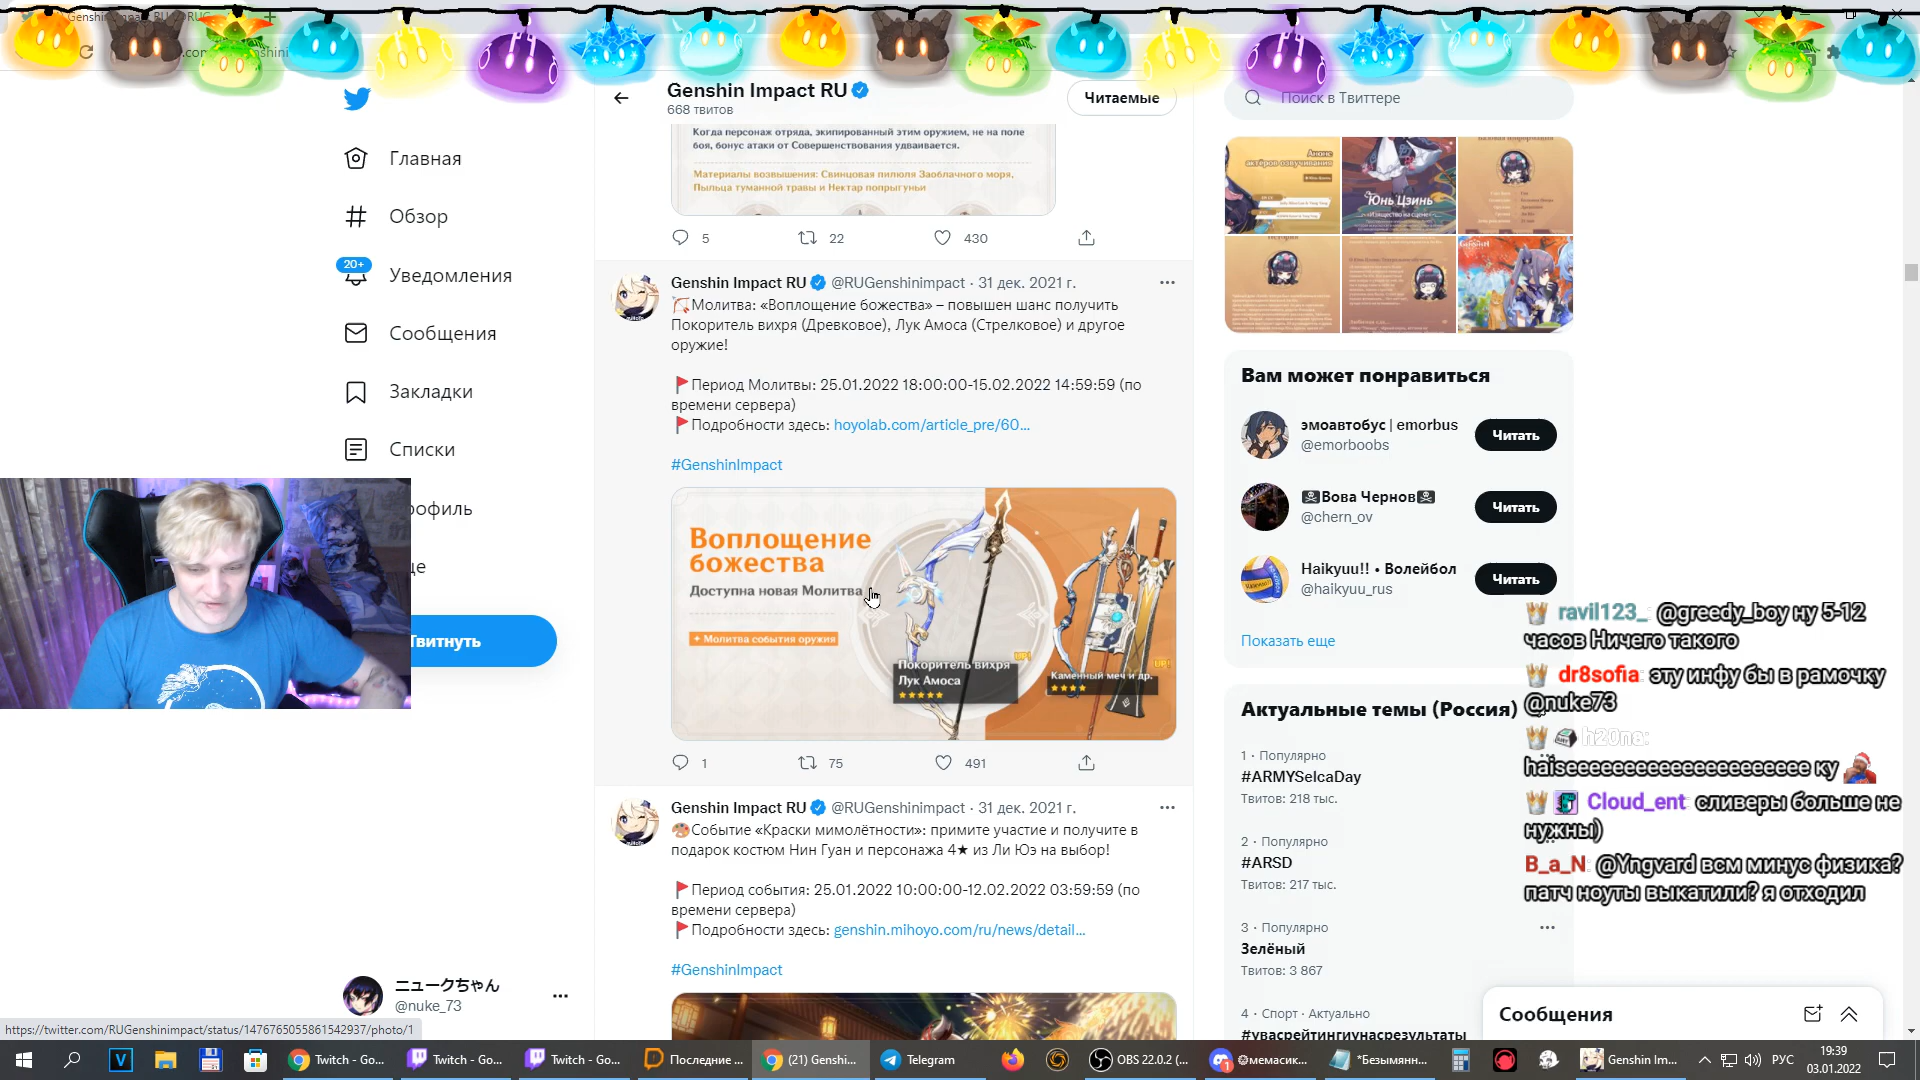 Genshin Impact RU
668 твитов
Читаемые
Поиск в Твиттере
Главная
Обзор
20+
Уведомления
Сообщения
Закладки
Списки
рофиль
ще
Твитнуть
ニュークちゃん
@nuke_73
Когда персонаж отряда, экипированный этим оружием, не на поле
боя, бонус атаки от Совершенствования удваивается.
Материалы возвышения: Свинцовая пилюля Заоблачного моря,
Пыльца туманной травы и Нектар попрыгуньи
5 22 430
Genshin Impact RU @RUGenshinimpact · 31 дек. 2021 г.
Молитва: «Воплощение божества» – повышен шанс получить
Покоритель вихря (Древковое), Лук Амоса (Стрелковое) и другое
оружие!
Период Молитвы: 25.01.2022 18:00:00-15.02.2022 14:59:59 (по
времени сервера)
Подробности здесь: hoyolab.com/article_pre/60...
#GenshinImpact
Воплощение
божества
Доступна новая Молитва
Молитва события оружия
Покоритель вихря
Лук Амоса
UP!
Каменный меч и др.
UP!
1 75 491
Genshin Impact RU @RUGenshinimpact · 31 дек. 2021 г.
Событие «Краски мимолётности»: примите участие и получите в
подарок костюм Нин Гуан и персонажа 4★ из Ли Юэ на выбор!
Период события: 25.01.2022 10:00:00-12.02.2022 03:59:59 (по
времени сервера)
Подробности здесь: genshin.mihoyo.com/ru/news/detail...
#GenshinImpact
Анонс
актёров озвучивания
Юнь Цзинь
«Изящество на сцене»
Вам может понравиться
эмоавтобус | emorbus
@emorboobs
Читать
Вова Чернов
@chern_ov
Читать
Haikyuu!! • Волейбол
@haikyuu_rus
Читать
Показать еще
Актуальные темы (Россия)
1 · Популярно
#ARMYSelcaDay
Твитов: 218 тыс.
2 · Популярно
#ARSD
Твитов: 217 тыс.
3 · Популярно
Зелёный
Твитов: 3 867
4 · Спорт · Актуально
#увасрейтингиунасрезультаты
ravil123_ @greedy_boy ну 5-12
часов Ничего такого
dr8sofia: эту инфу бы в рамочку
@nuke73
h20na:
haiseeeeeeeeeeeeeeeeeeeee ку
Cloud_ent сливеры больше не
нужны)
B_a_N: @Yngvard всм минус физика?
патч ноуты выкатили? я отходил
Сообщения
https://twitter.com/RUGenshinimpact/status/1476765055861542937/photo/1
Twitch - Go...
Twitch - Go...
Twitch - Go...
Последние ...
(21) Genshi...
Telegram
OBS 22.0.2 (...
мемасик...
*Безымянн...
Genshin Im...
РУС
19:39
03.01.2022